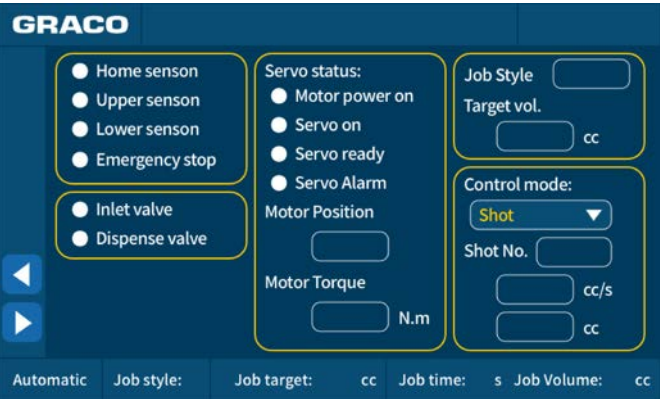 GRACO
Home senson
Upper senson
Lower senson
Emergency stop
Inlet valve
Dispense valve
Servo status:
Motor power on
Servo on
Servo ready
Servo Alarm
Motor Position
Motor Torque
N.m
Job Style
Target vol.
cc
Control mode:
Shot
Shot No.
cc/s
cc
Automatic Job style: Job target: cc Job time: s Job Volume: cc